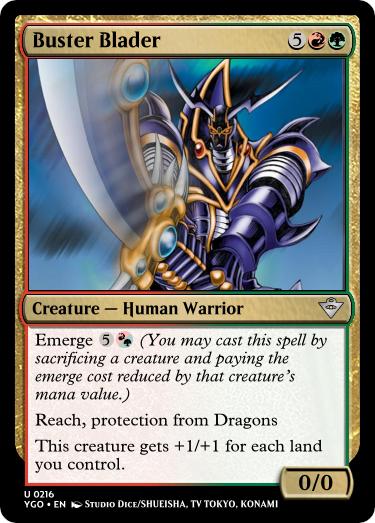 Buster Blader 5
Creature — Human Warrior
Emerge 5 (You may cast this spell by
sacrificing a creature and paying the
emerge cost reduced by that creature's
mana value.)
Reach, protection from Dragons
This creature gets +1/+1 for each land
you control.
0/0
U 0216
YGO • EN Studio Dice/SHUEISHA, TV TOKYO, KONAMI